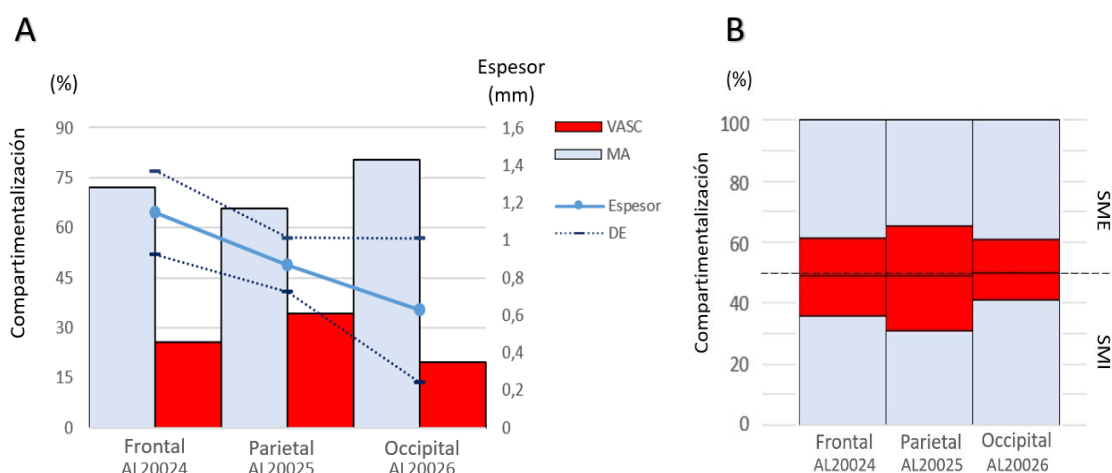 A
B
(%)
Espesor
(mm)
(%)
Compartimentalización
90
75
60
45
30
15
0
1,6
1,4
1,2
1
0,8
0,6
0,4
0,2
0
VASC
MA
Espesor
DE
Frontal
AL20024
Parietal
AL20025
Occipital
AL20026
Compartimentalización
100
80
60
40
20
0
SME
SMI
Frontal
AL20024
Parietal
AL20025
Occipital
AL20026